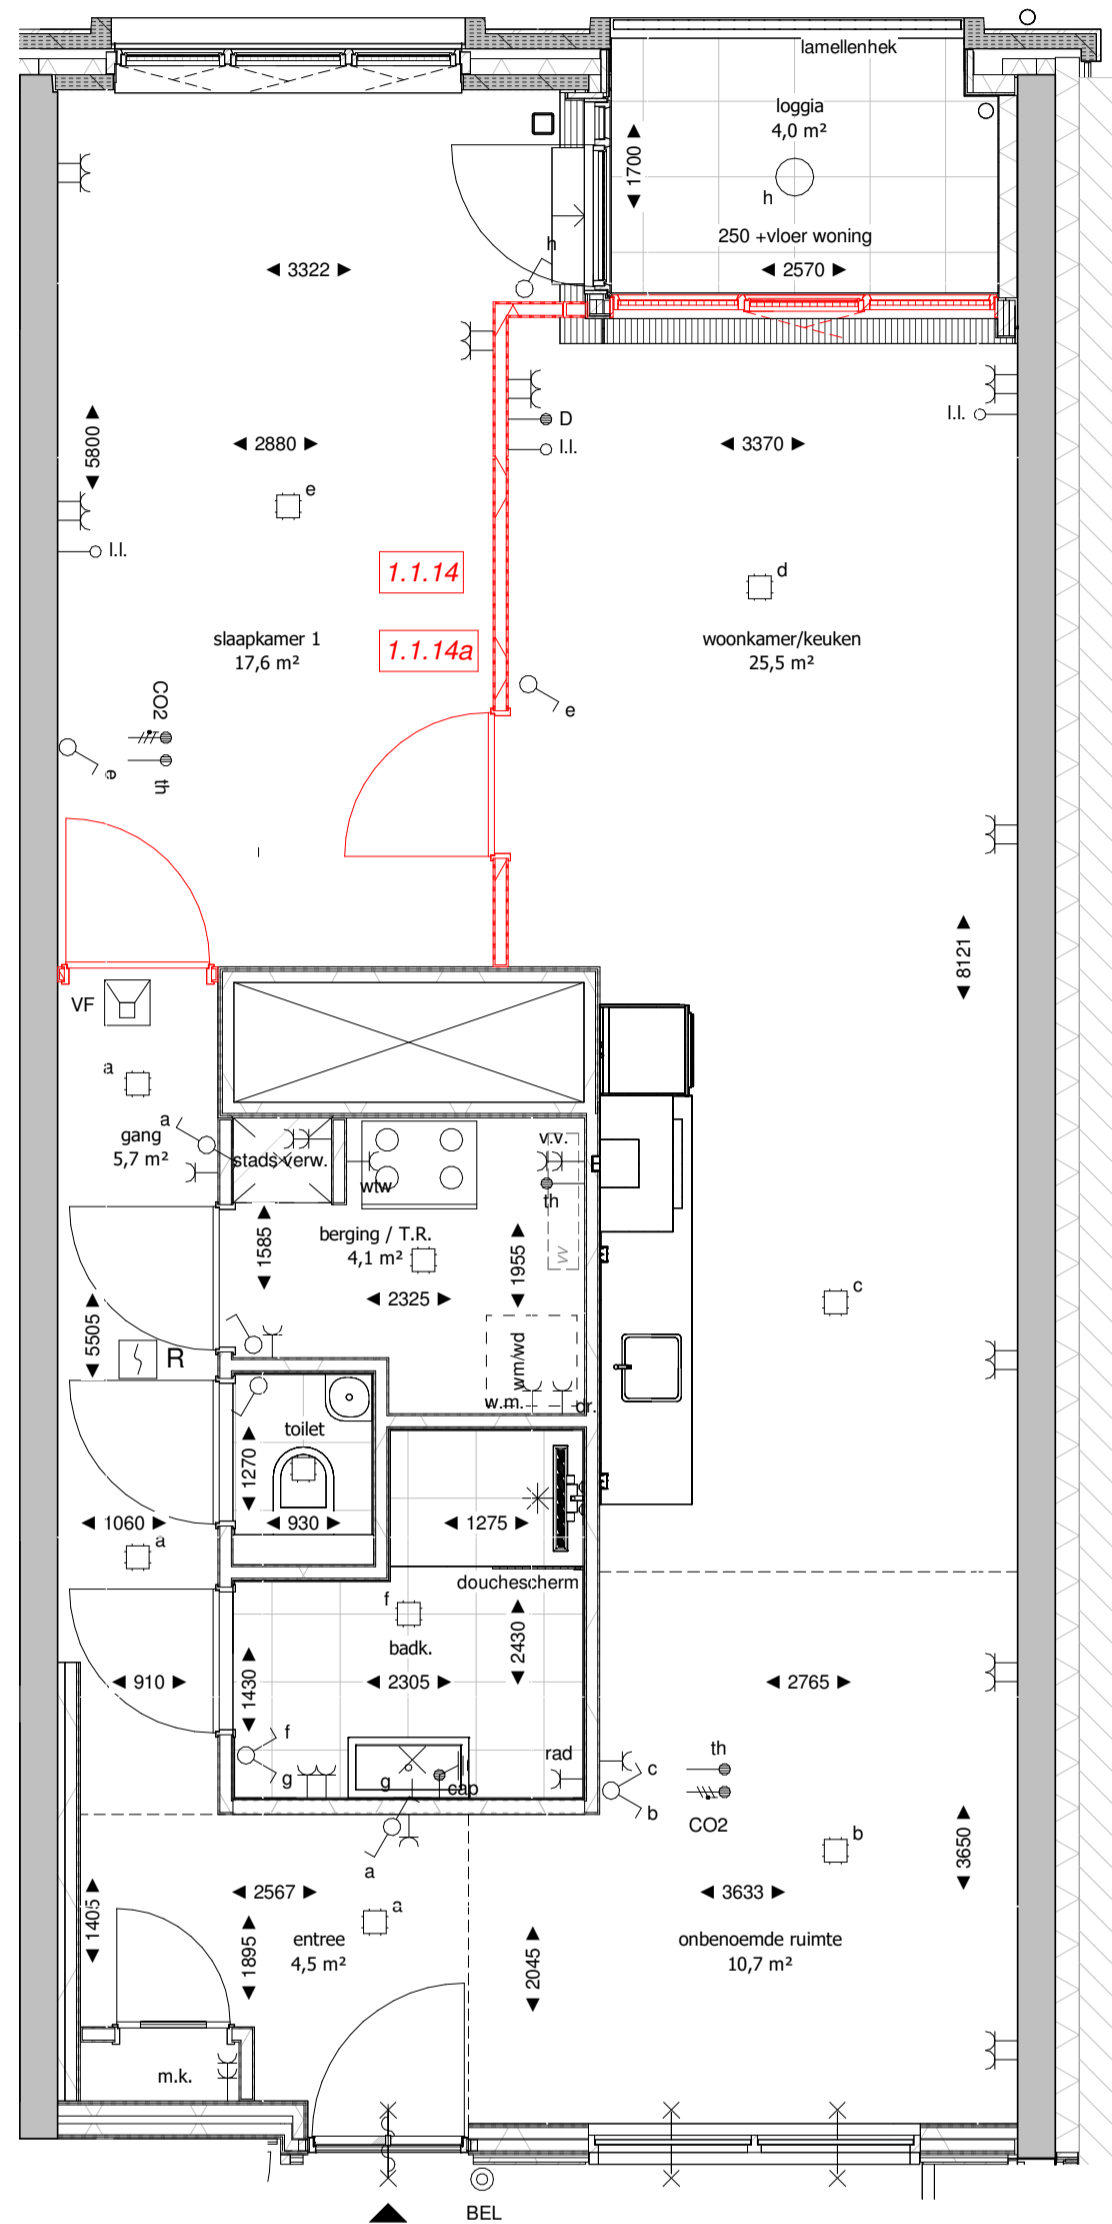 lamellenhek
loggia
4,0 m²
1700
h
250 +vloer woning
2570
3322
h
5800
2880
D
l.l.
3370
l.l.
e
l.l.
1.1.14
d
slaapkamer 1
17,6 m²
1.1.14a
woonkamer/keuken
25,5 m²
e
CO2
e
th
8121
VF
a
a
gang
5,7 m²
stads verw.
wtw
v.v.
th
berging / T.R.
4,1 m²
1585
1955
vv
2325
c
5505
R
wm/wd
w.m.
dr.
toilet
1270
1060
930
1275
a
douchescherm
f
badk.
2430
910
1430
2305
2765
f
g
g
cap
rad
c
b
th
CO2
a
b
3650
1405
2567
a
3633
1895
entree
4,5 m²
2045
onbenoemde ruimte
10,7 m²
m.k.
BEL